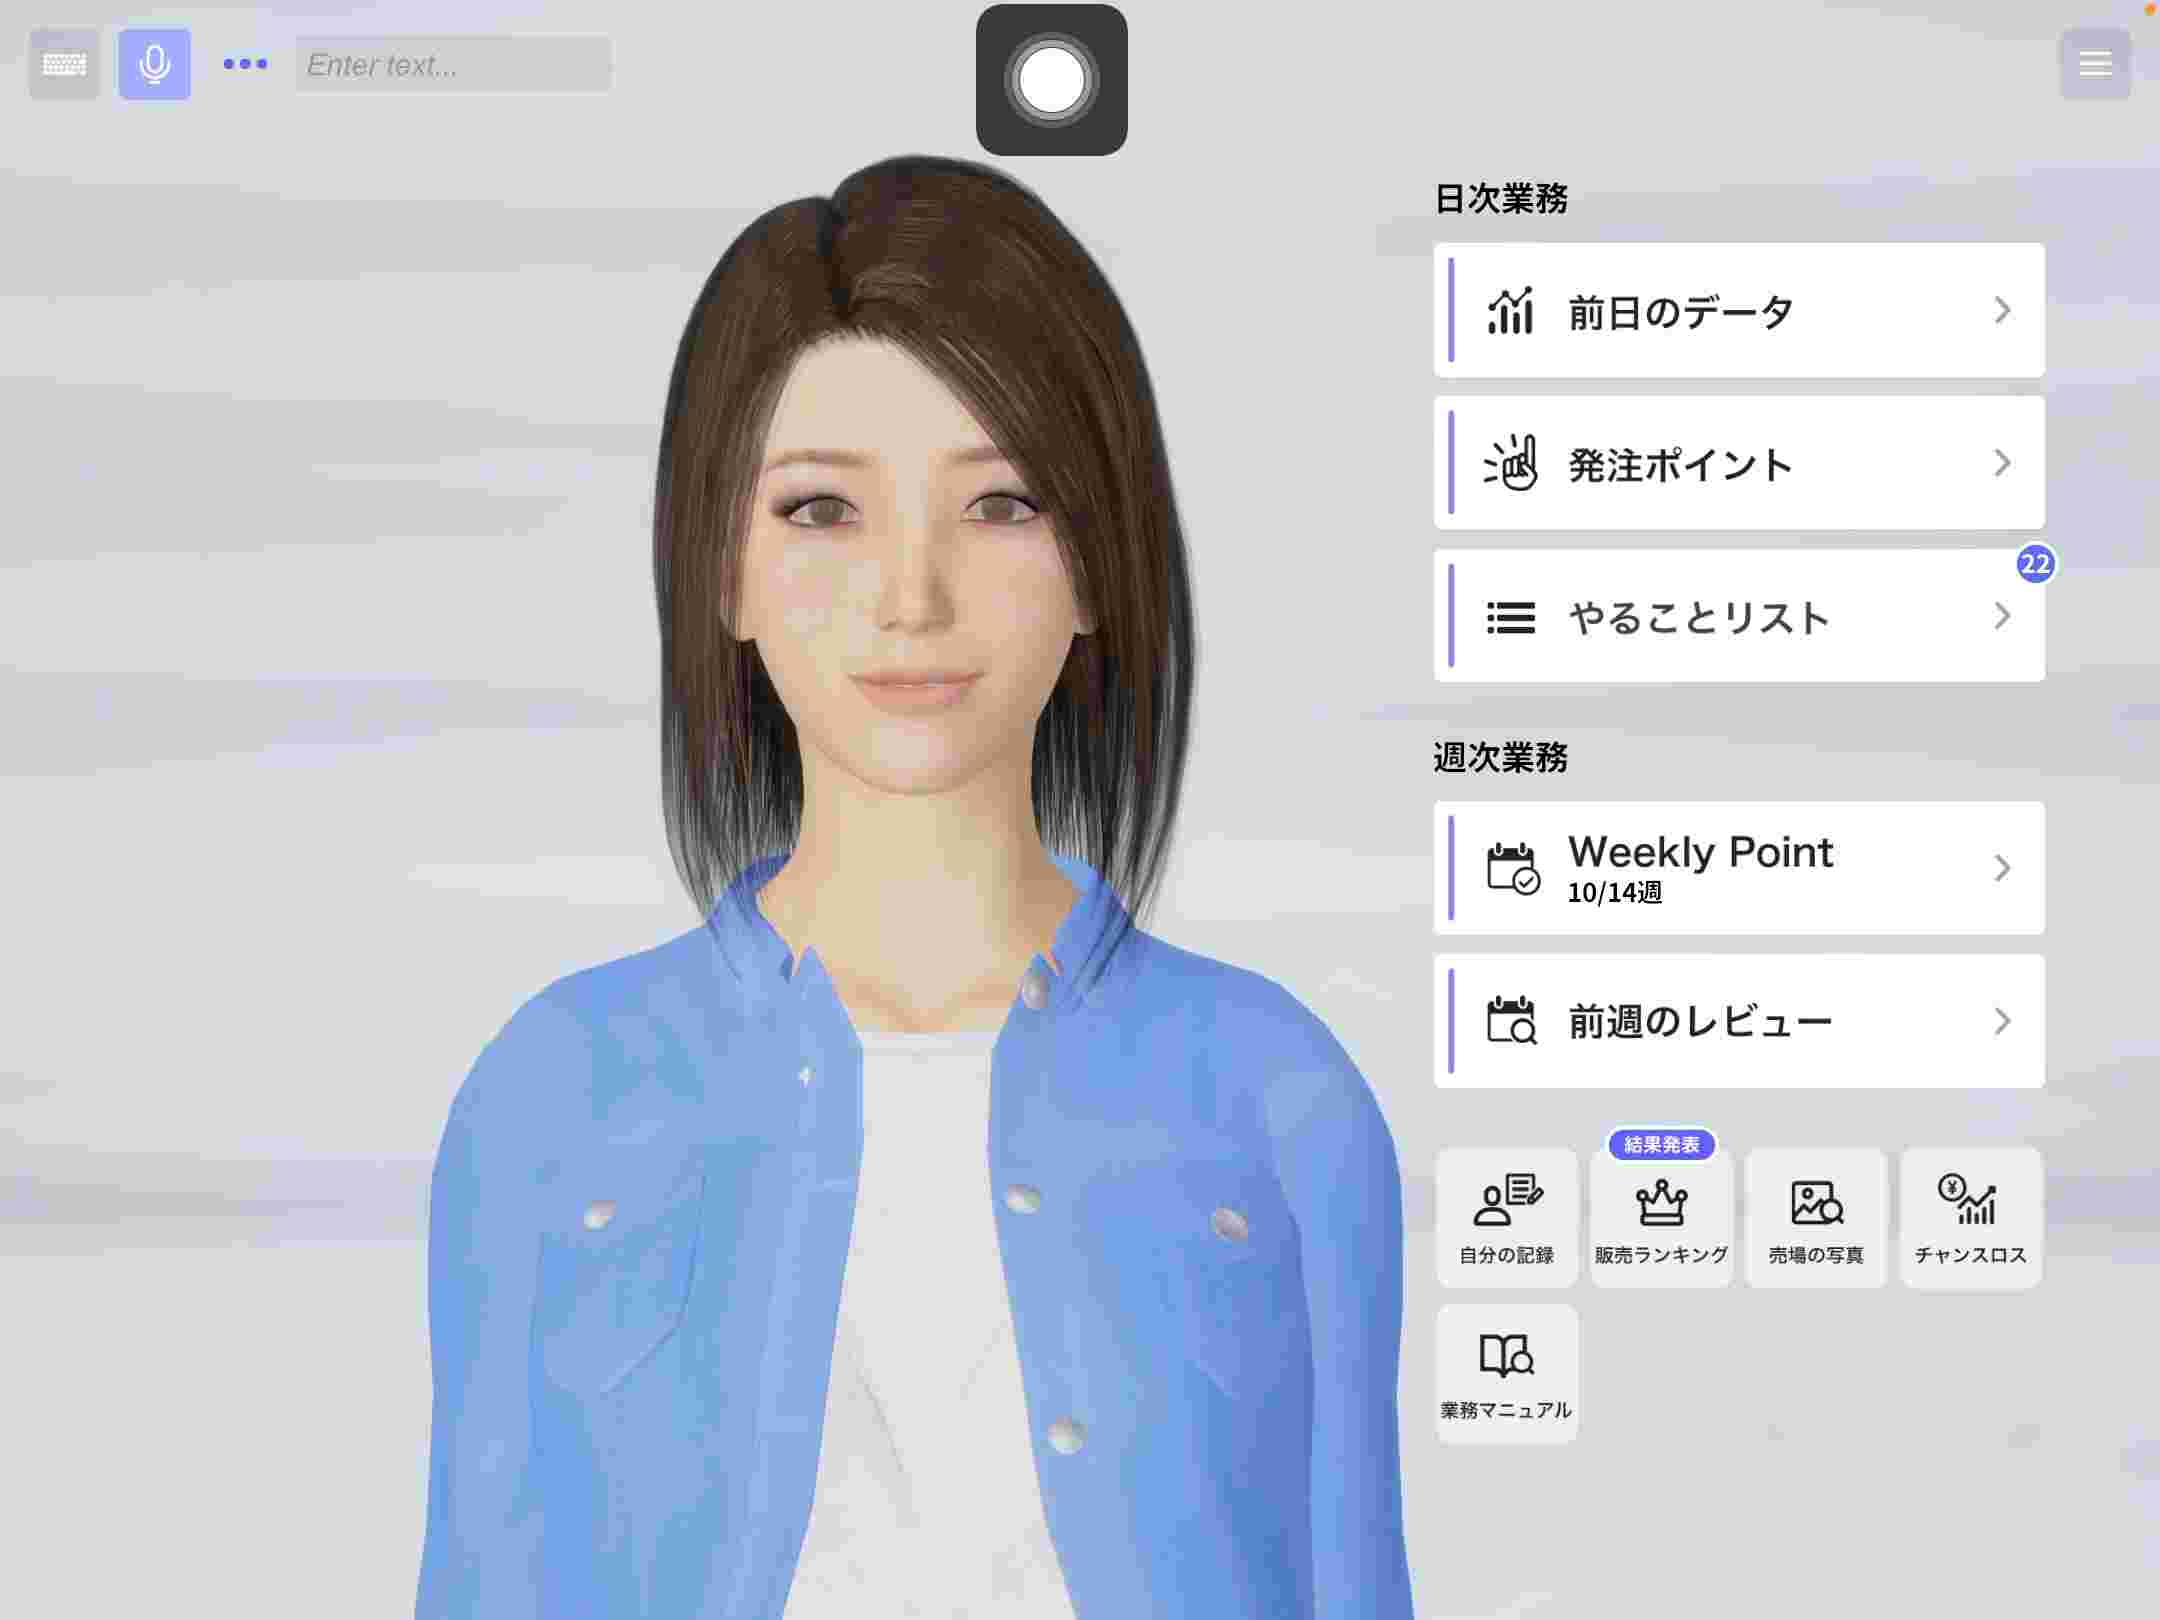 Enter text...
日次業務
前日のデータ
発注ポイント
22
やることリスト
週次業務
Weekly Point
10/14週
前週のレビュー
結果発表
自分の記録
販売ランキング
売場の写真
チャンスロス
業務マニュアル